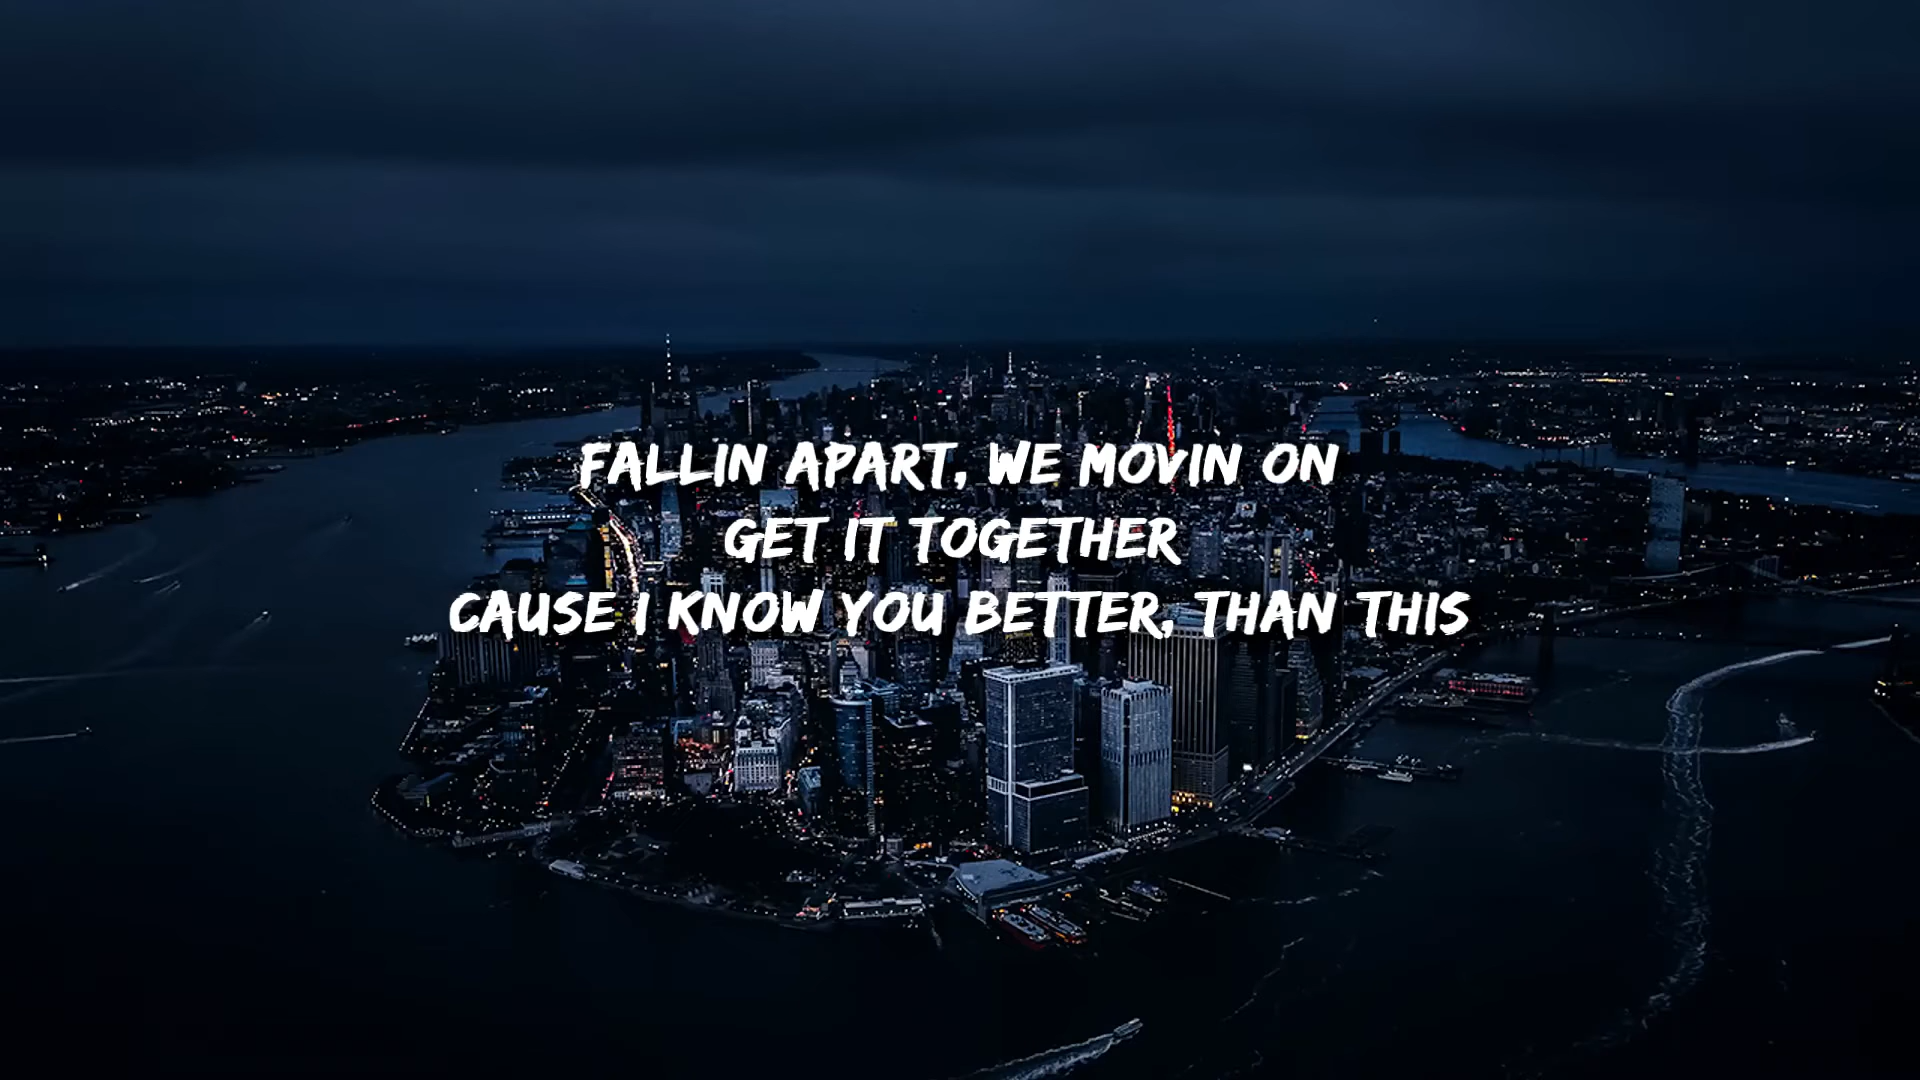 FALLIN APART, WE MOVIN ON
GET IT TOGETHER
CAUSE I KNOW YOU BETTER, THAN THIS